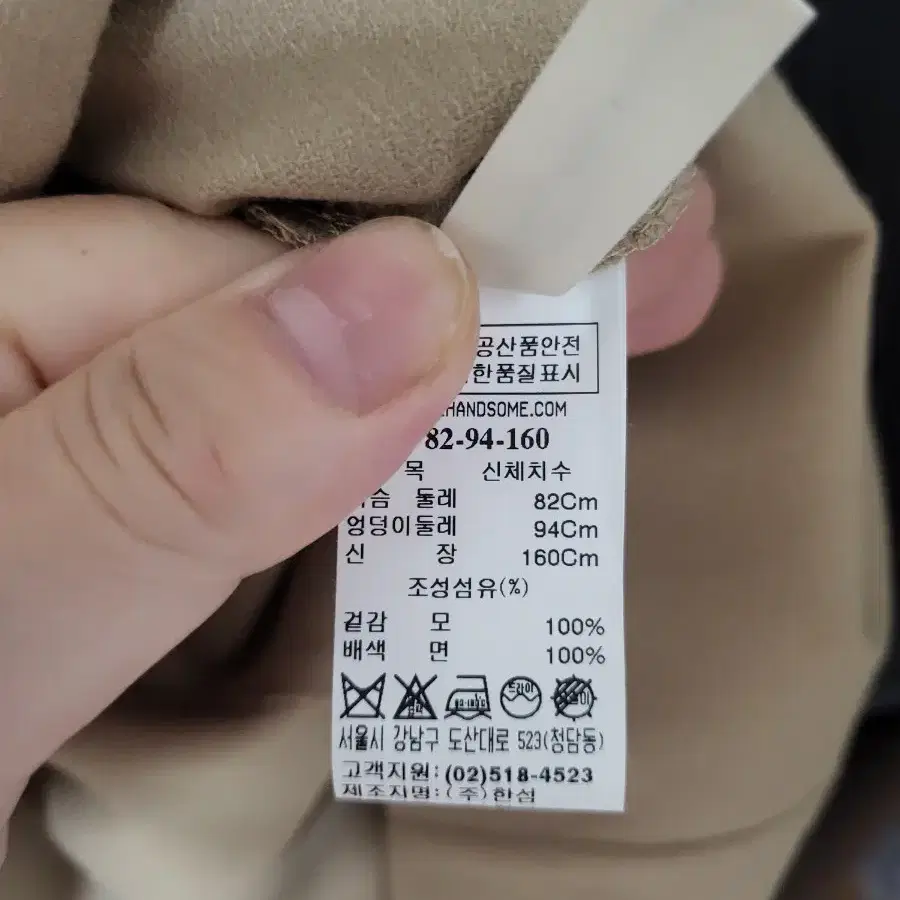 공산품안전
한품질표시
HANDSOME.COM
82-94-160
목 신체치수
둘레 82Cm
엉덩이둘레 94Cm
신 장 160Cm
조성섬유(%)
겉감 모 100%
배색 면 100%
드라이
서울시 강남구 도산대로 523(청담동)
고객지원:(02)518-4523
제조자명:(주)한섬